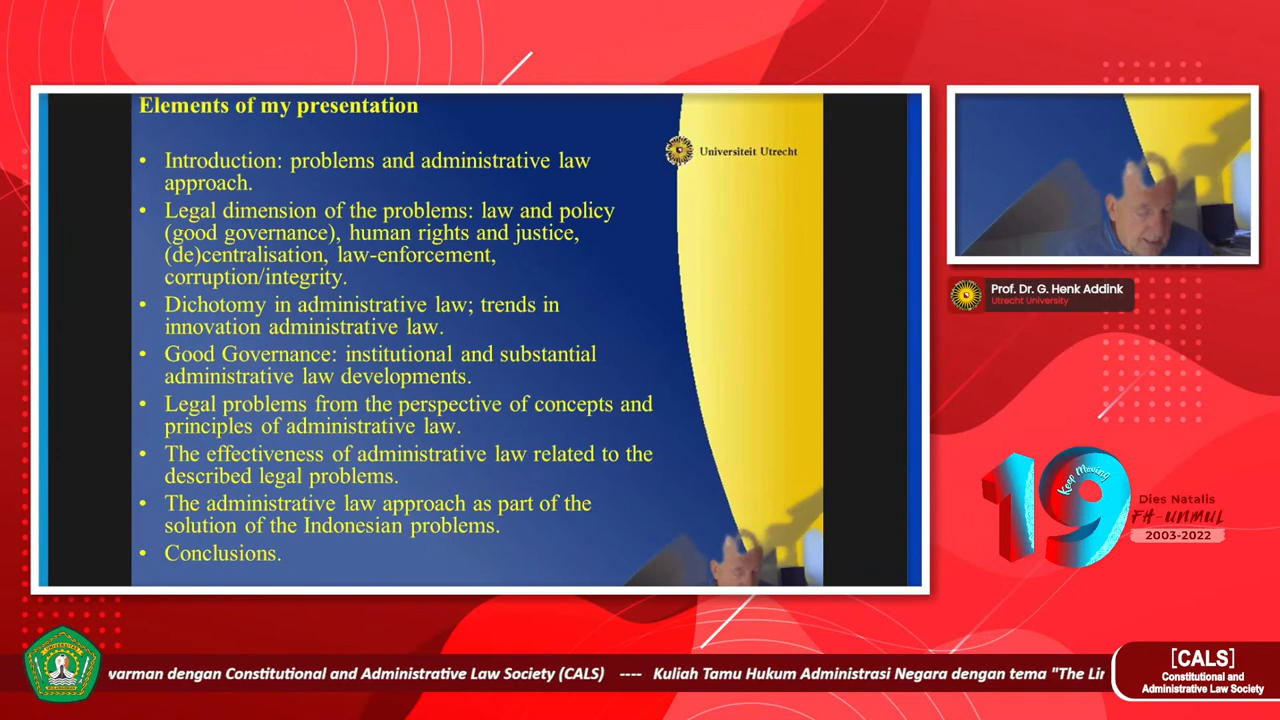 Elements of my presentation
Universiteit Utrecht
• Introduction: problems and administrative law
approach.
• Legal dimension of the problems: law and policy
(good governance), human rights and justice,
(de)centralisation, law-enforcement,
corruption/integrity.
• Dichotomy in administrative law; trends in
innovation administrative law.
• Good Governance: institutional and substantial
administrative law developments.
• Legal problems from the perspective of concepts and
principles of administrative law.
• The effectiveness of administrative law related to the
described legal problems.
• The administrative law approach as part of the
solution of the Indonesian problems.
• Conclusions.
Prof. Dr. G. Henk Addink
Utrecht University
19
Keep Moving
Dies Natalis
FH-UNMUL
2003-2022
varman dengan Constitutional and Administrative Law Society (CALS) ---- Kuliah Tamu Hukum Administrasi Negara dengan tema "The Lir
[CALS]
Constitutional and
Administrative Law Society